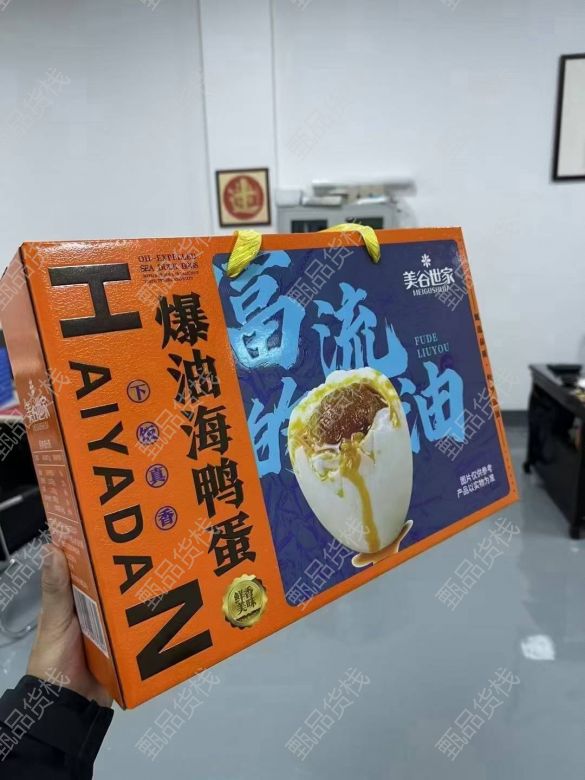 OIL-EXPELLED
SEA DUCK EGGS
HAIYADAN
爆油海鸭蛋
下饭真香
鲜香
美味
富的
流油
FUDE
LIUYOU
美谷世家
MEIGUSHIJIA
图片仅供参考
产品以实物为准
甄品货栈